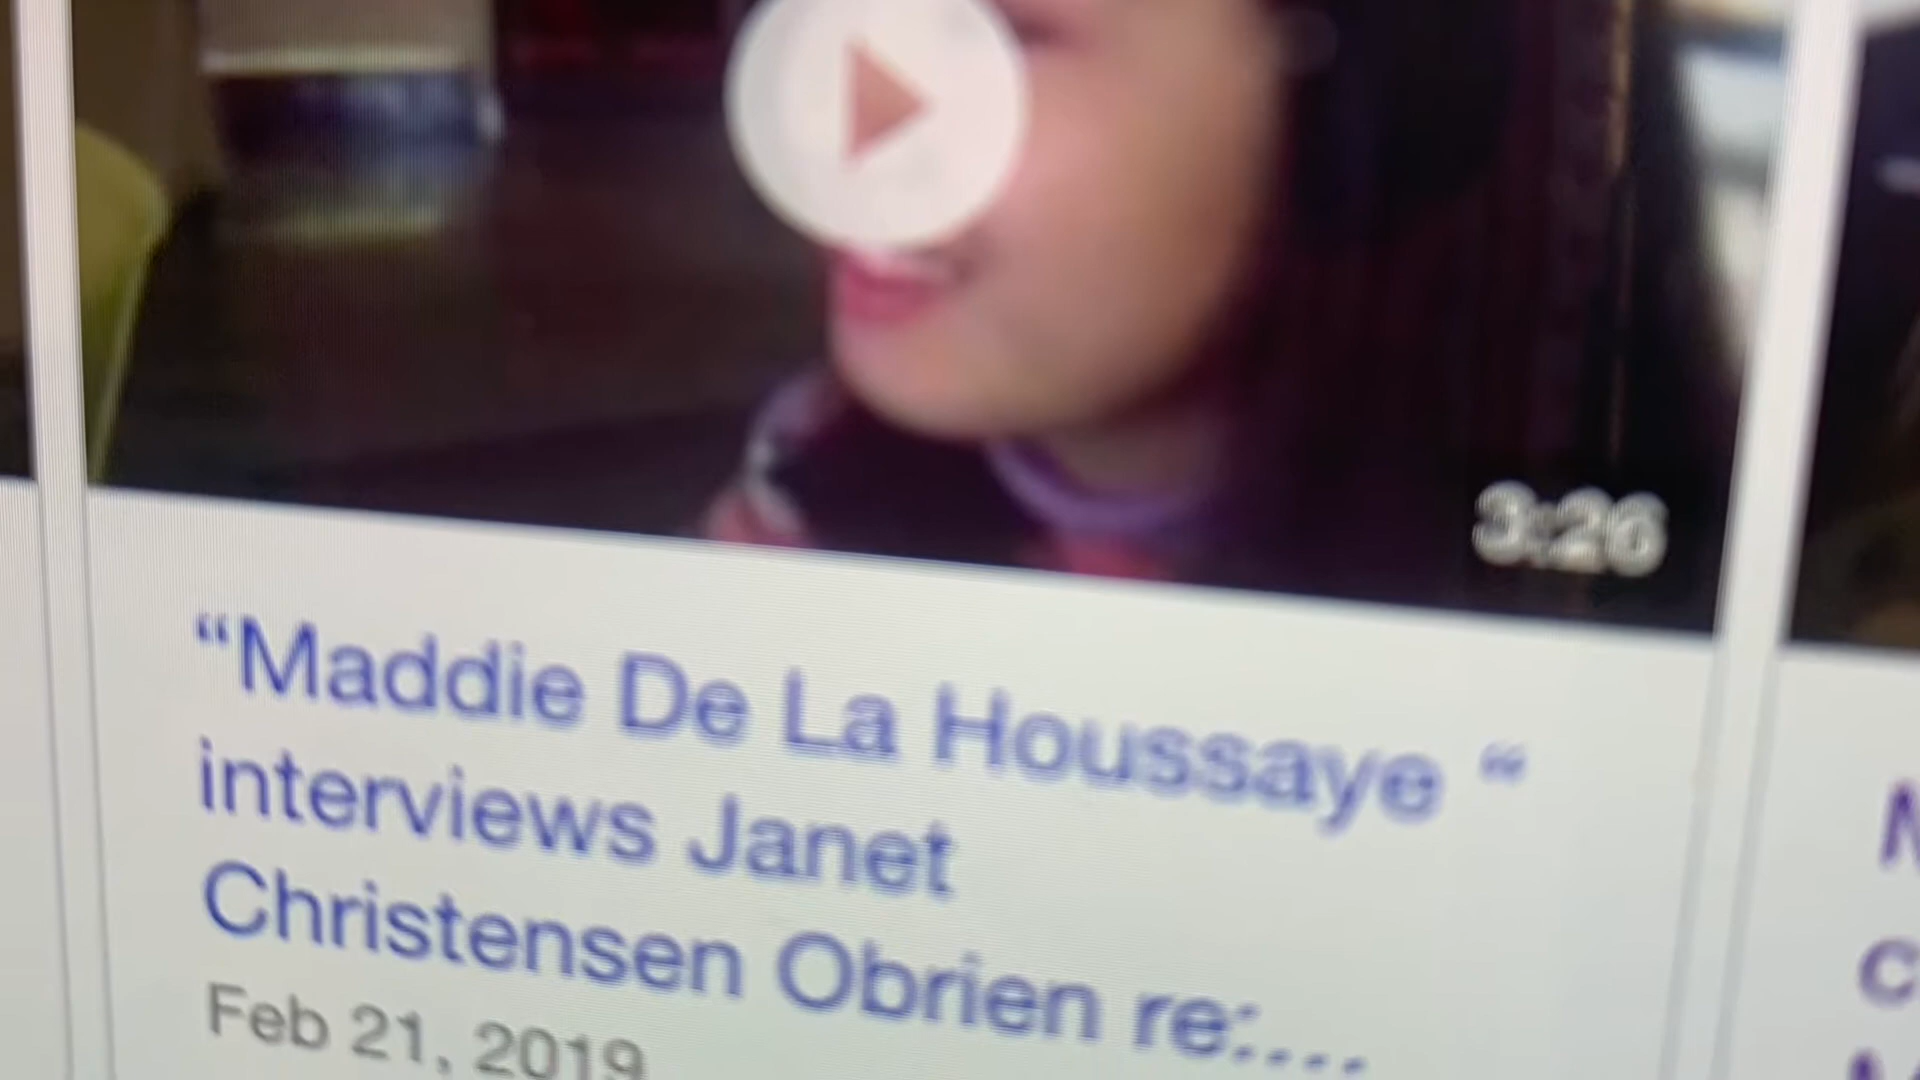 3:26
“Maddie De La Houssaye “
interviews Janet
Christensen Obrien re:....
Feb 21, 2019